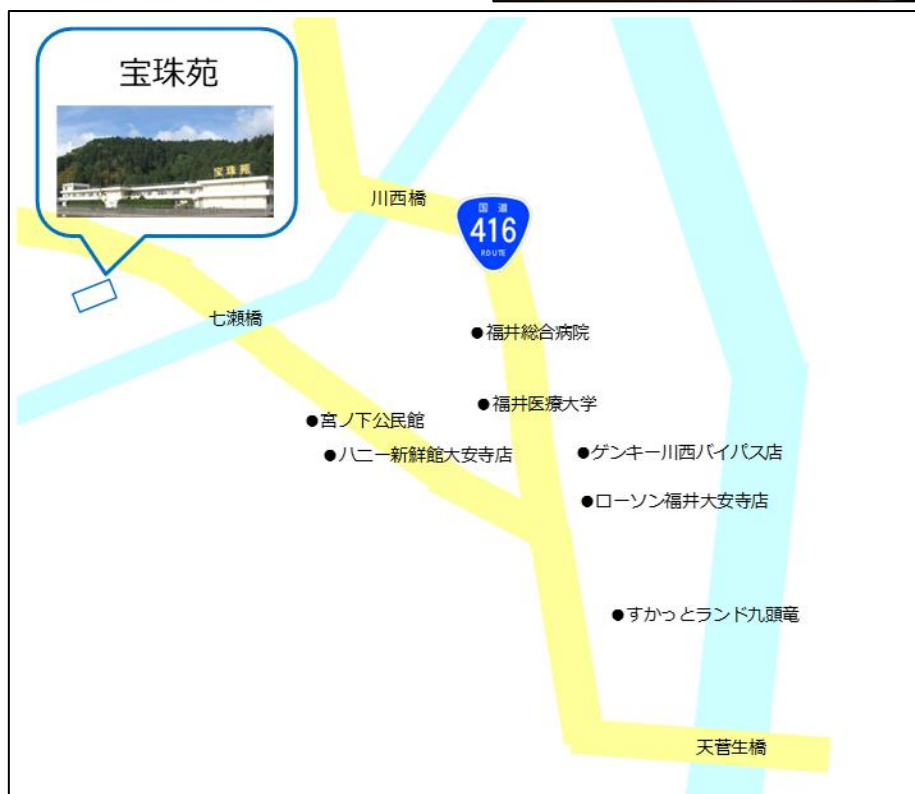 宝珠苑
宝珠苑
川西橋
国道
416
ROUTE
七瀬橋
●福井総合病院
●福井医療大学
●宮ノ下公民館
●ハニー新鮮館大安寺店
●ゲンキー川西バイパス店
●ローソン福井大安寺店
●すかっとランド九頭竜
天菅生橋